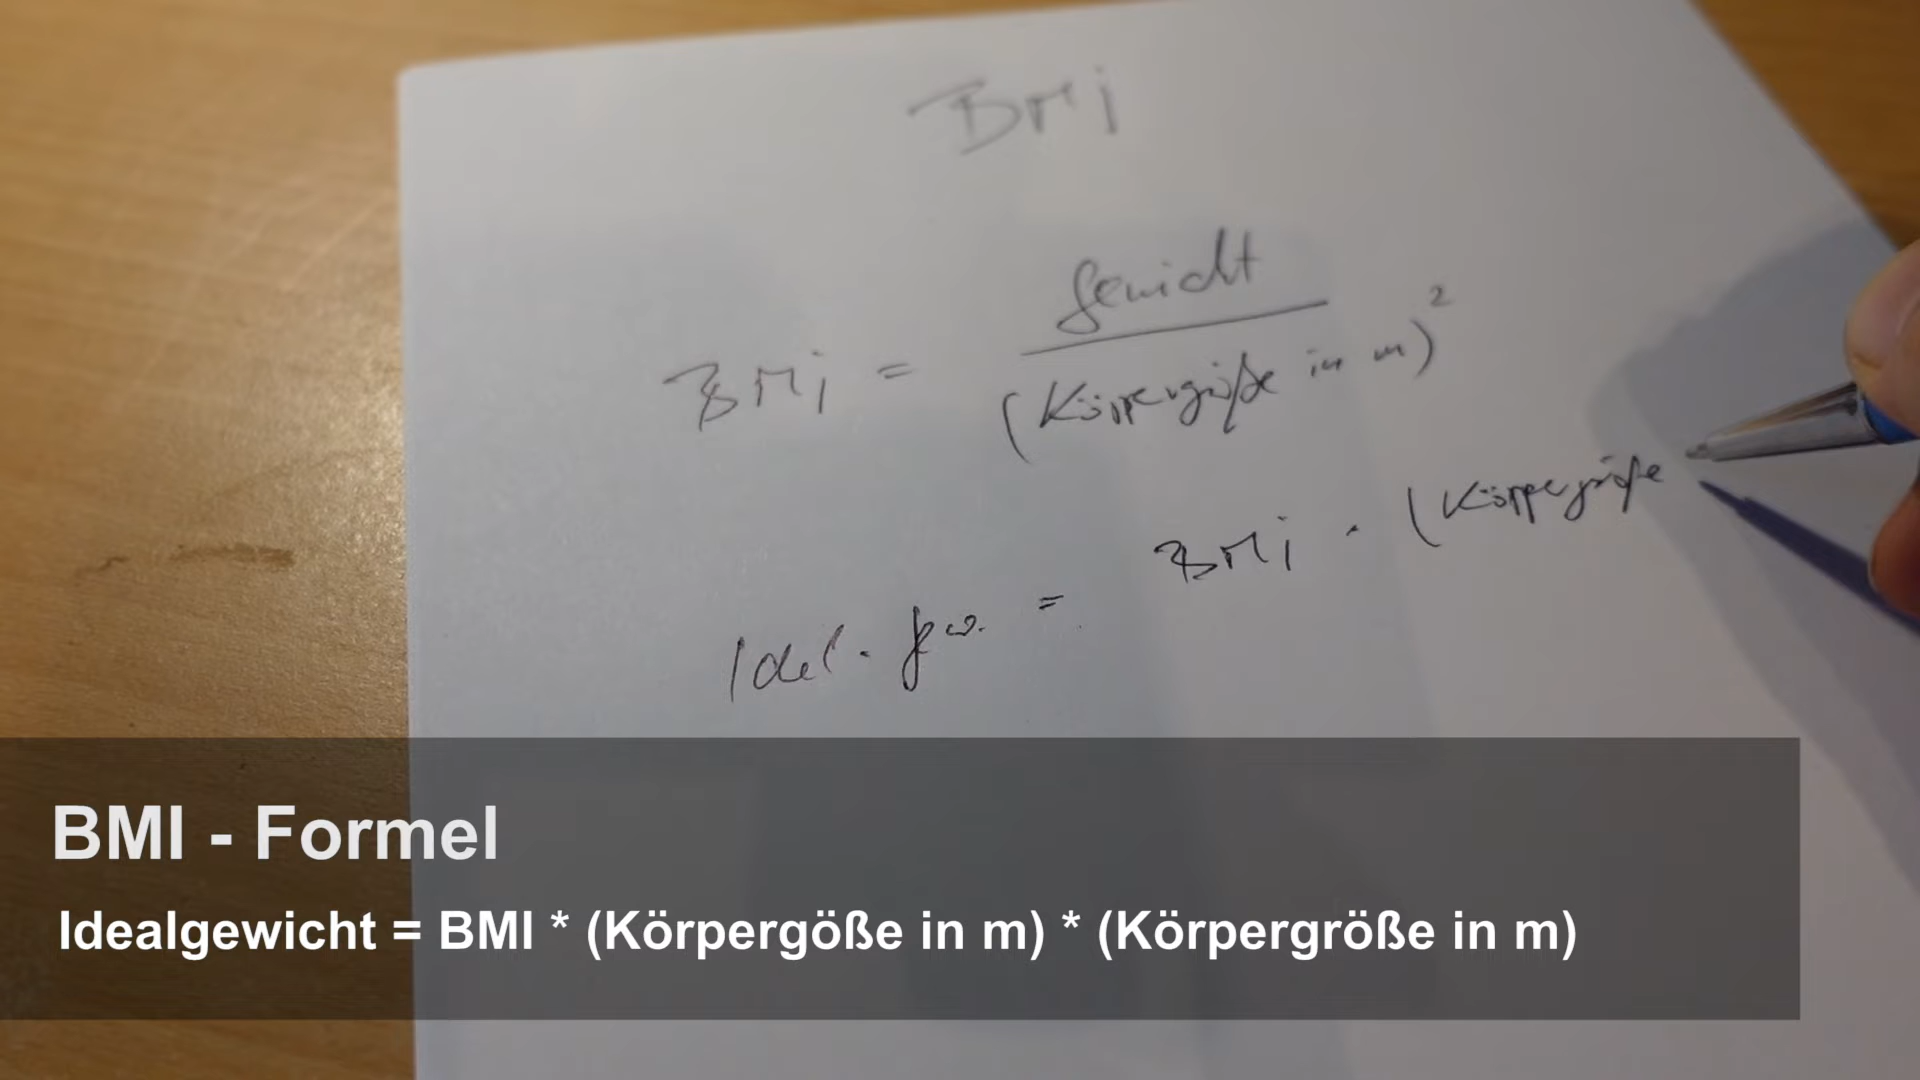 BMi
BMi = Gewicht / (Körpergröße in m)²
Ideal. Gew. = BMi · (Körpergröße
BMI - Formel
Idealgewicht = BMI * (Körpergöße in m) * (Körpergröße in m)